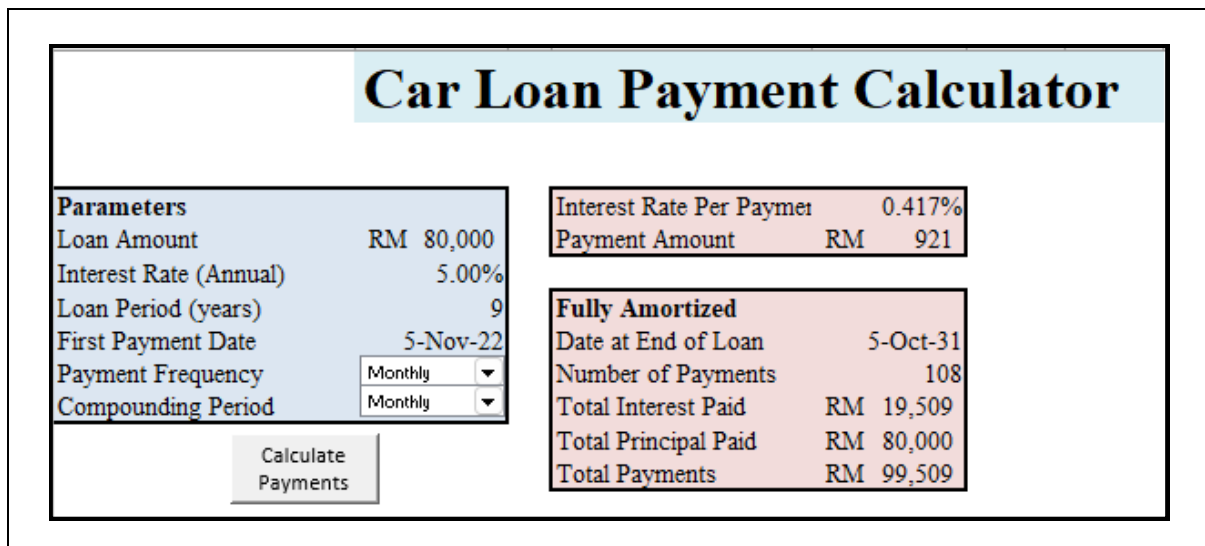 Car Loan Payment Calculator
Parameters
Loan Amount RM 80,000
Interest Rate (Annual) 5.00%
Loan Period (years) 9
First Payment Date 5-Nov-22
Payment Frequency Monthly
Compounding Period Monthly
Calculate
Payments
Interest Rate Per Paymer 0.417%
Payment Amount RM 921
Fully Amortized
Date at End of Loan 5-Oct-31
Number of Payments 108
Total Interest Paid RM 19,509
Total Principal Paid RM 80,000
Total Payments RM 99,509